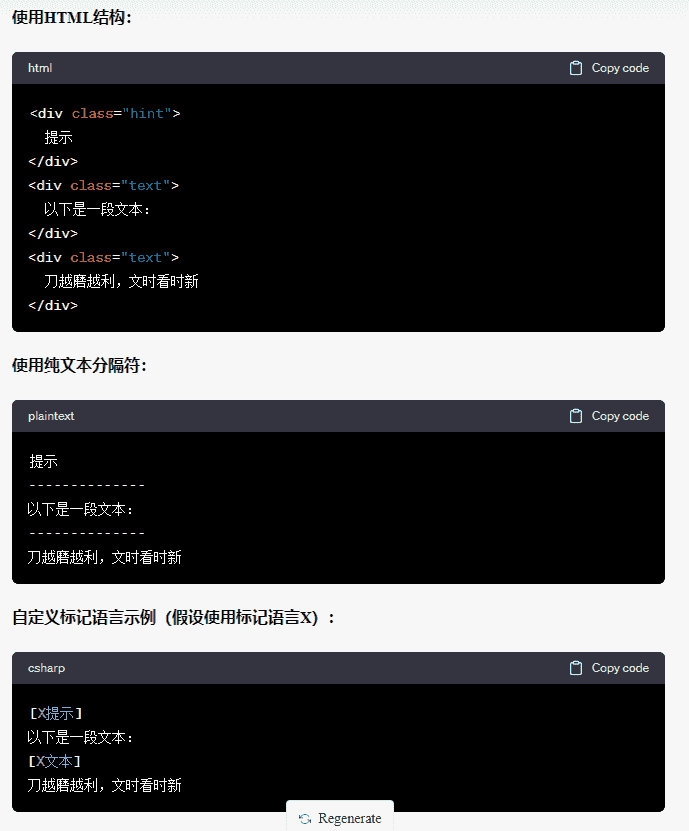 使用HTML结构：
html
Copy code
<div class="hint">
提示
</div>
<div class="text">
以下是一段文本：
</div>
<div class="text">
刀越磨越利，文时看时新
</div>
使用纯文本分隔符：
plaintext
Copy code
提示
--------------
以下是一段文本：
--------------
刀越磨越利，文时看时新
自定义标记语言示例（假设使用标记语言X）：
csharp
Copy code
[X提示]
以下是一段文本：
[X文本]
刀越磨越利，文时看时新
Regenerate